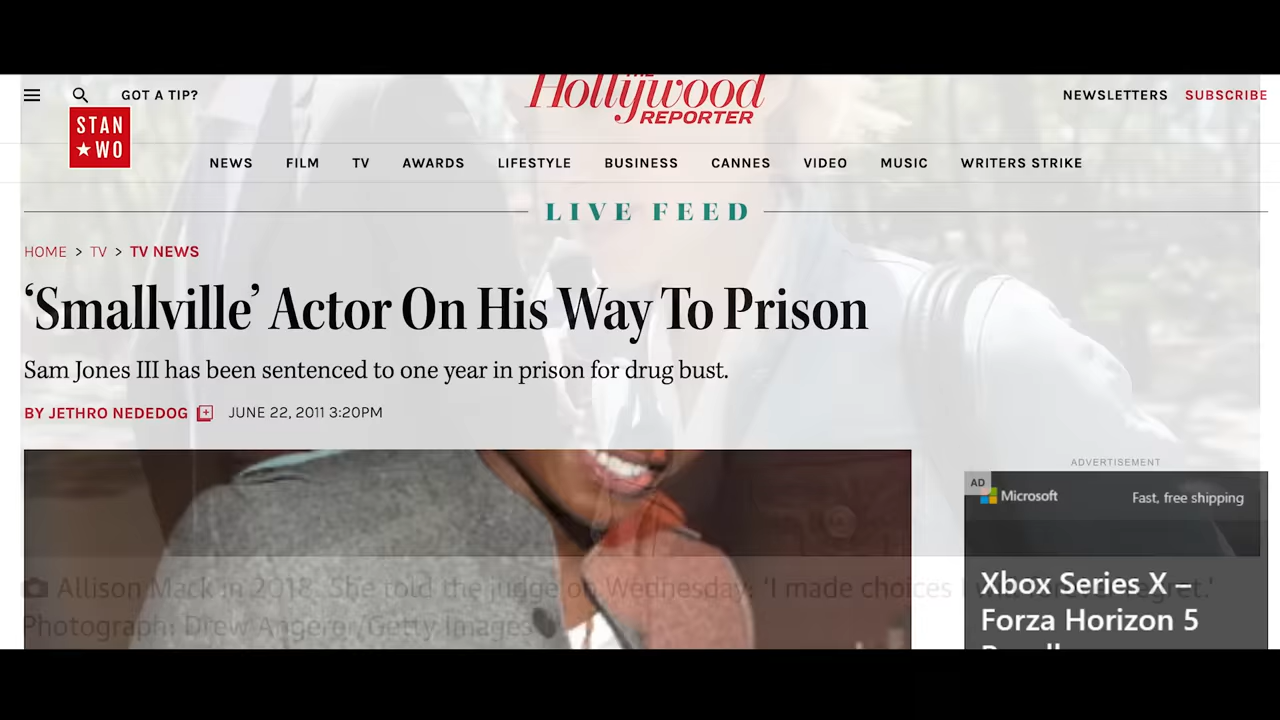 THE
Hollywood
REPORTER
GOT A TIP?
NEWSLETTERS SUBSCRIBE
STAN
★WO
NEWS FILM TV AWARDS LIFESTYLE BUSINESS CANNES VIDEO MUSIC WRITERS STRIKE
LIVE FEED
HOME > TV > TV NEWS
‘Smallville’ Actor On His Way To Prison
Sam Jones III has been sentenced to one year in prison for drug bust.
BY JETHRO NEDEDOG JUNE 22, 2011 3:20PM
ADVERTISEMENT
AD
Microsoft Fast, free shipping
Xbox Series X –
Forza Horizon 5
Allison Mack in 2018. She told the judge on Wednesday: ‘I made choices I regret.’
Photograph: Drew Angerer/Getty Images